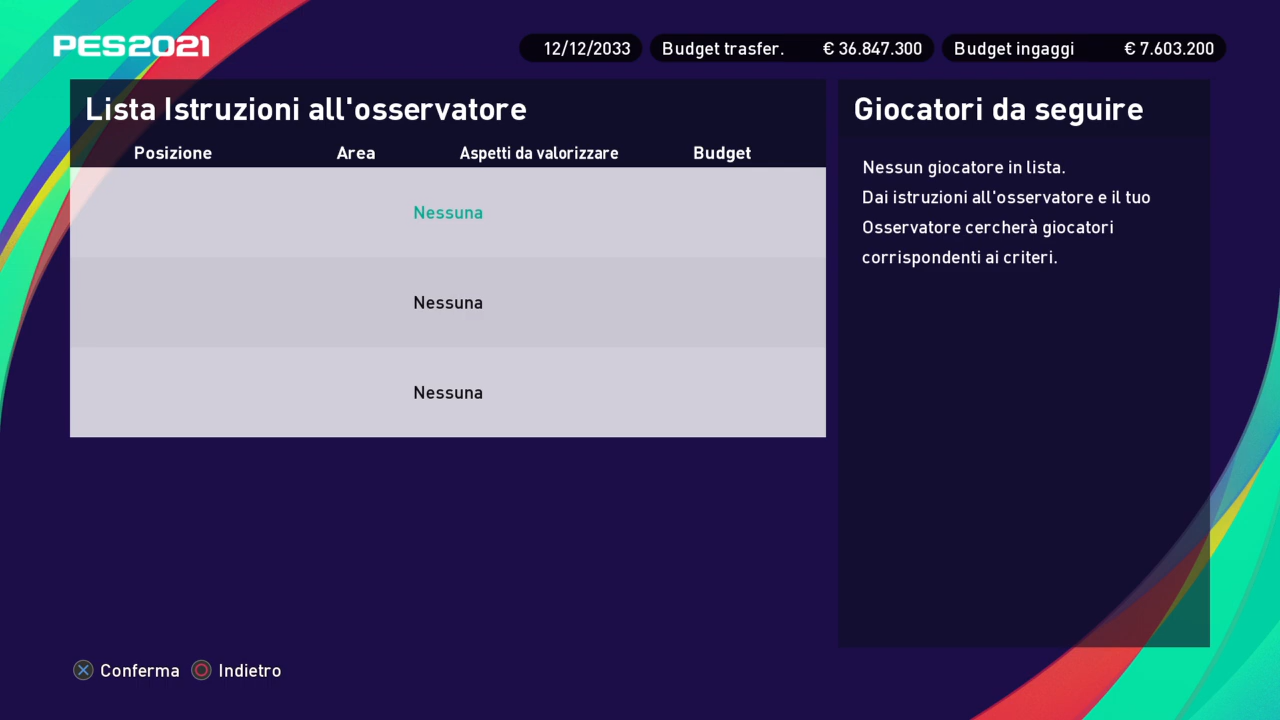 PES2021
12/12/2033
Budget trasfer. € 36.847.300
Budget ingaggi € 7.603.200
Lista Istruzioni all'osservatore
Posizione Area Aspetti da valorizzare Budget
Nessuna
Nessuna
Nessuna
Giocatori da seguire
Nessun giocatore in lista.
Dai istruzioni all'osservatore e il tuo
Osservatore cercherà giocatori
corrispondenti ai criteri.
Conferma Indietro